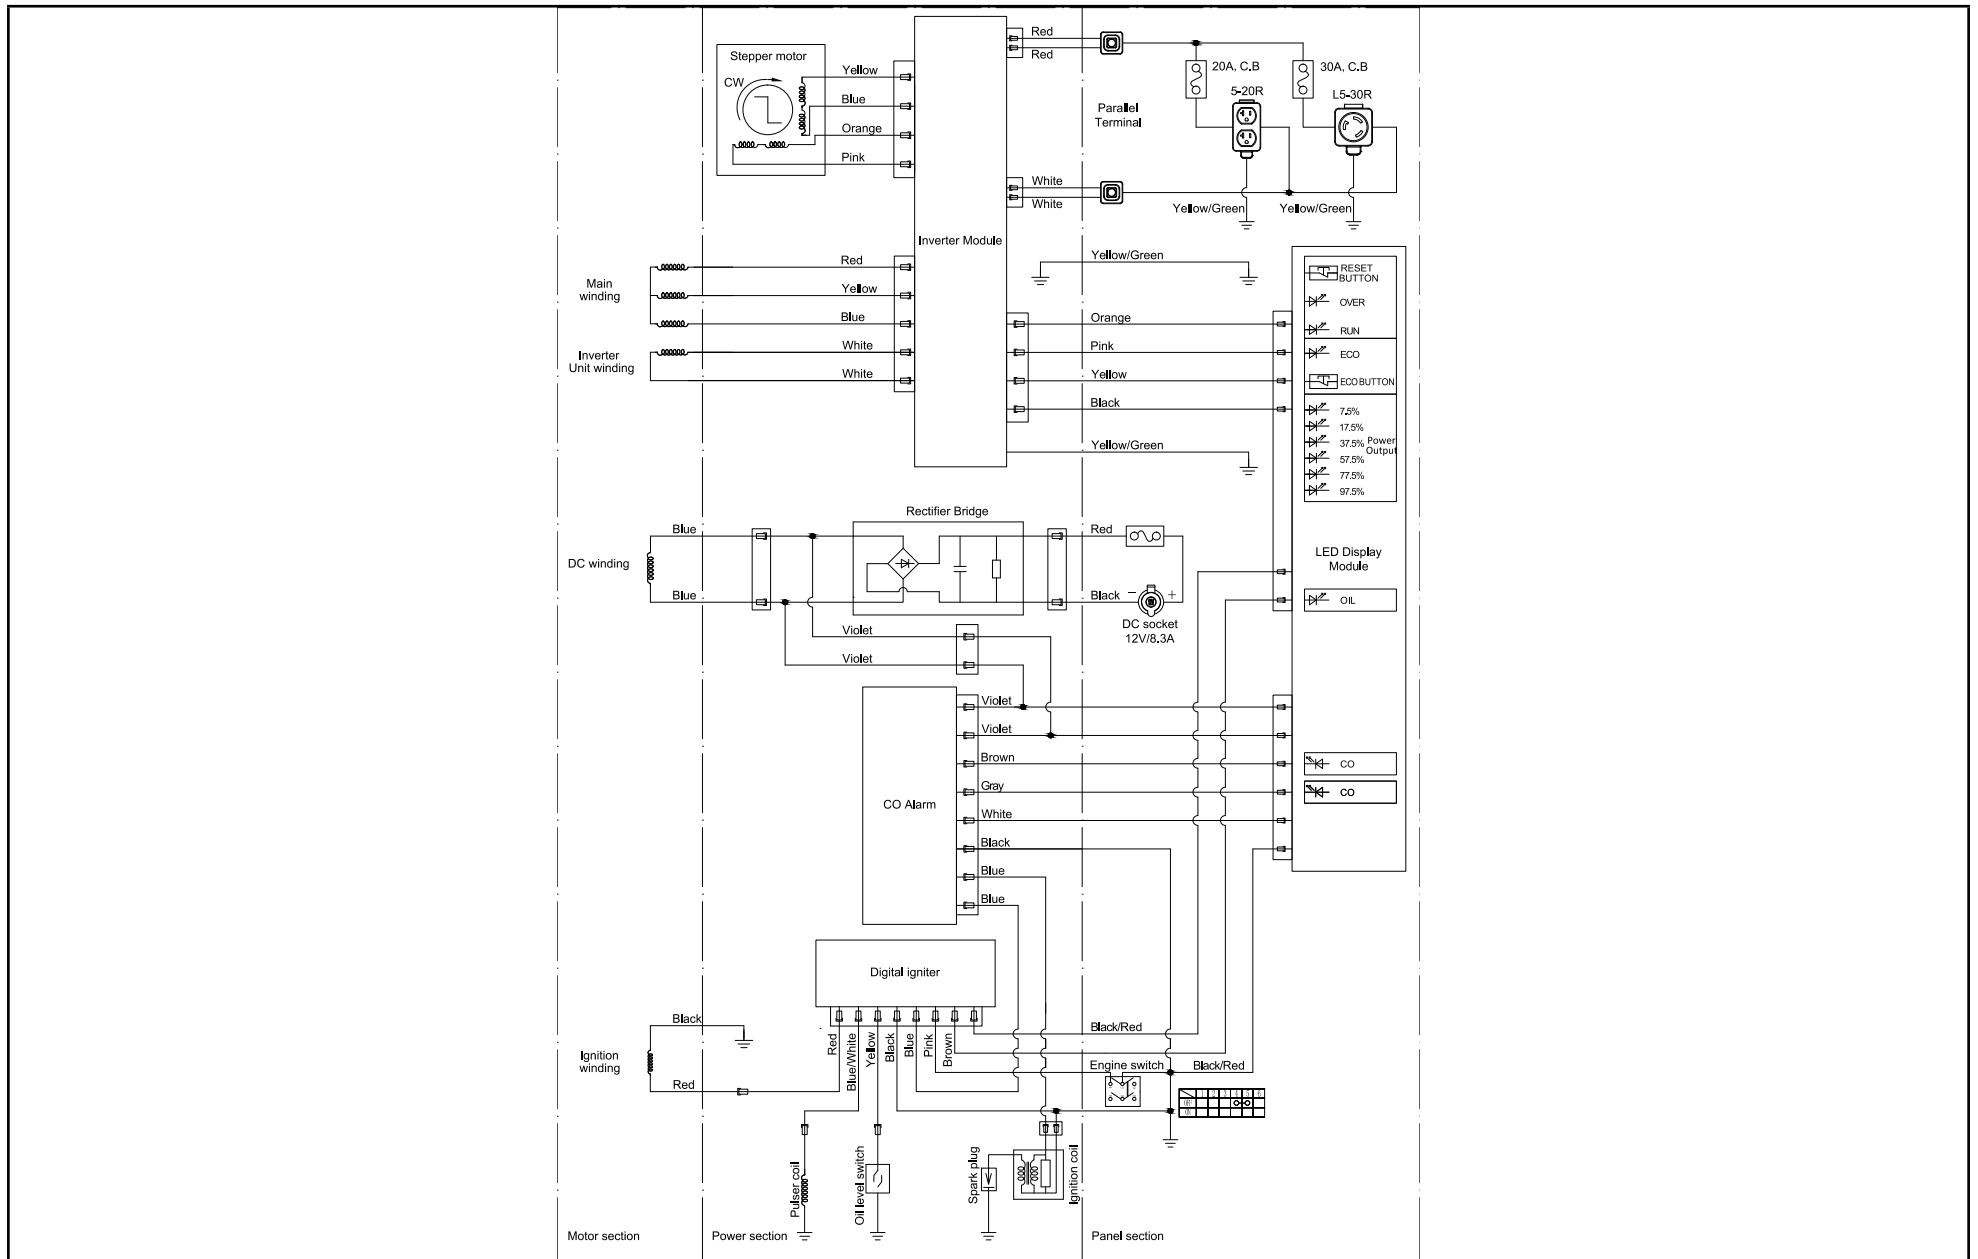 Stepper motor
CW
Yellow
Blue
Orange
Pink
Red
Red
20A, C.B
5-20R
30A, C.B
L5-30R
Parallel
Terminal
White
White
Yellow/Green
Yellow/Green
Inverter Module
Main
winding
Red
Yellow
Blue
Inverter
Unit winding
White
White
Yellow/Green
Orange
Pink
Yellow
Black
Yellow/Green
RESET
BUTTON
OVER
RUN
ECO
ECO BUTTON
7.5%
17.5%
37.5%
57.5%
77.5%
97.5%
Power
Output
LED Display
Module
OIL
CO
CO
DC winding
Blue
Blue
Rectifier Bridge
Red
Black
DC socket
12V/8.3A
Violet
Violet
CO Alarm
Violet
Violet
Brown
Gray
White
Black
Blue
Blue
Digital igniter
Ignition
winding
Black
Red
Red
Blue/White
Yellow
Black
Blue
Pink
Brown
Black/Red
Engine switch
Black/Red
Pulser coil
Oil level switch
Spark plug
Ignition coil
Motor section
Power section
Panel section